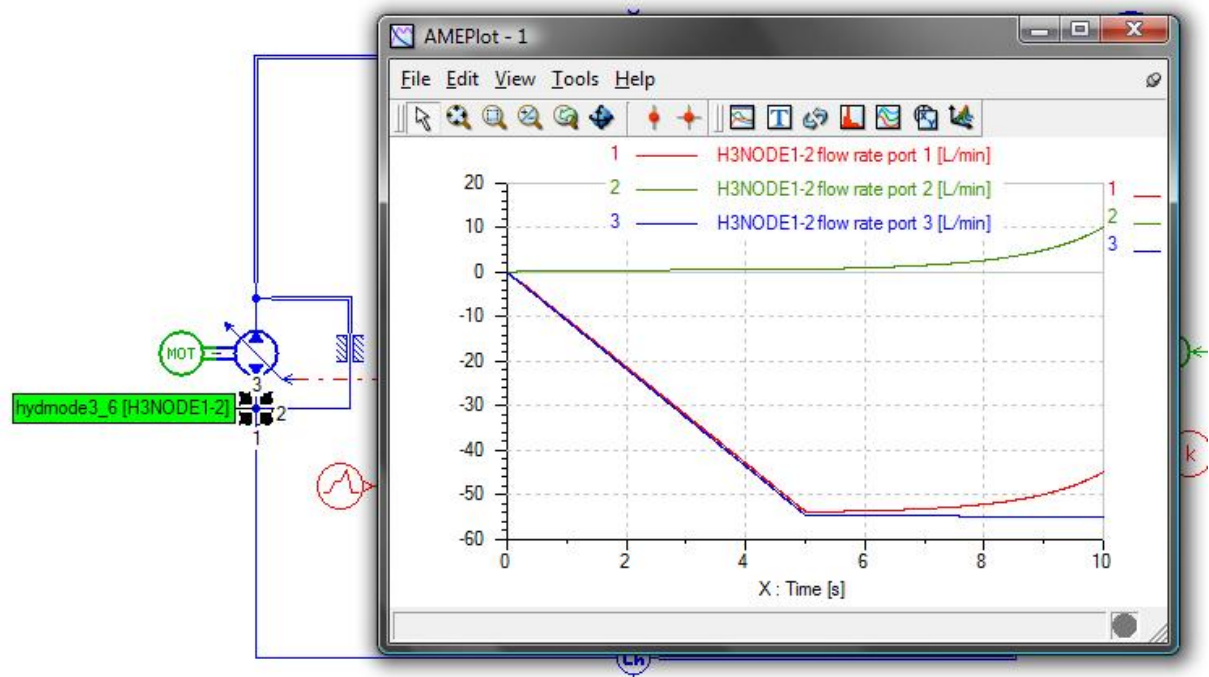 AMEPlot - 1
File Edit View Tools Help
1 H3NODE1-2 flow rate port 1 [L/min]
2 H3NODE1-2 flow rate port 2 [L/min]
3 H3NODE1-2 flow rate port 3 [L/min]
20
10
0
-10
-20
-30
-40
-50
-60
0 2 4 6 8 10
X : Time [s]
1
2
3
MOT
3
hydmode3_6 [H3NODE1-2]
2
1
k